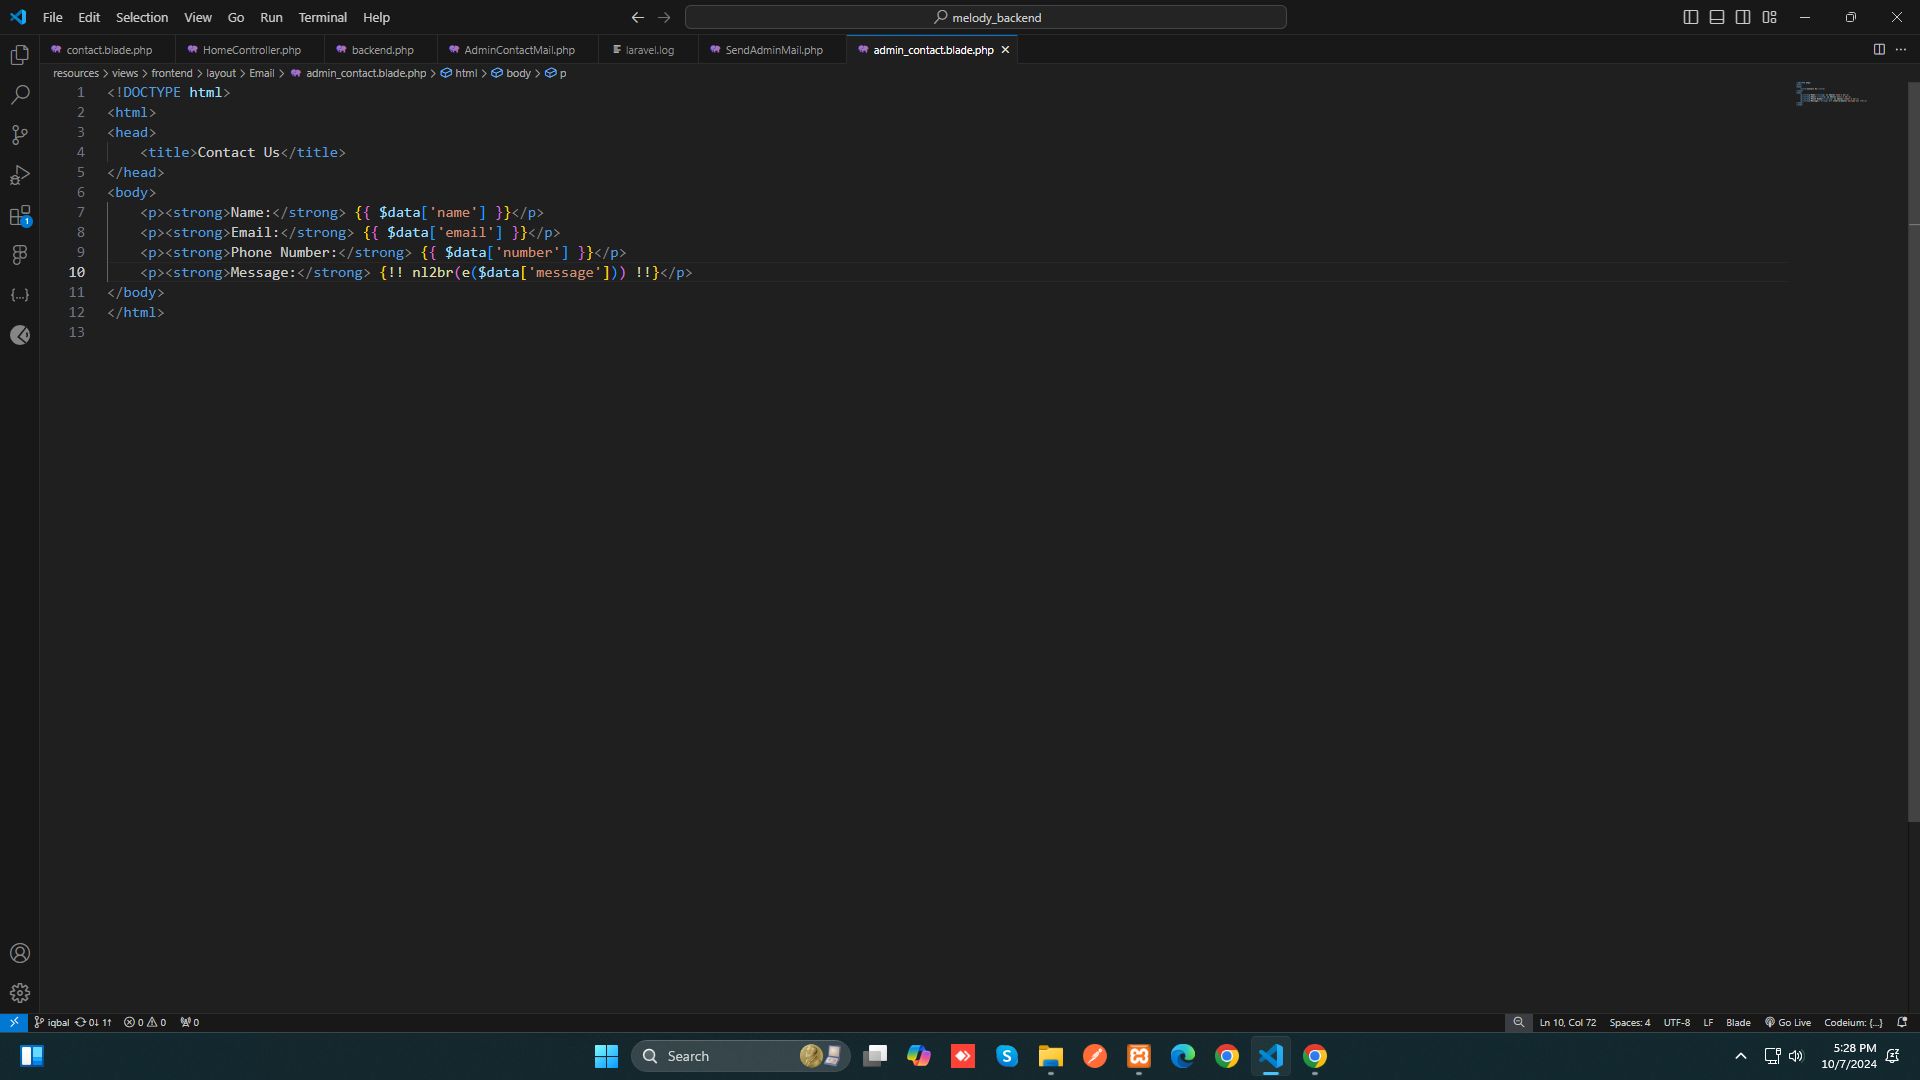 File Edit Selection View Go Run Terminal Help
melody_backend
contact.blade.php HomeController.php backend.php AdminContactMail.php laravel.log SendAdminMail.php admin_contact.blade.php
resources > views > frontend > layout > Email > admin_contact.blade.php > html > body > p
1 <!DOCTYPE html>
2 <html>
3 <head>
4 <title>Contact Us</title>
5 </head>
6 <body>
7 <p><strong>Name:</strong> {{ $data['name'] }}</p>
8 <p><strong>Email:</strong> {{ $data['email'] }}</p>
9 <p><strong>Phone Number:</strong> {{ $data['number'] }}</p>
10 <p><strong>Message:</strong> {!! nl2br(e($data['message'])) !!}</p>
11 </body>
12 </html>
13
1
iqbal 0↓ 1↑ 0 0 0 Ln 10, Col 72 Spaces: 4 UTF-8 LF Blade Go Live Codeium: {...}
Search
5:28 PM
10/7/2024